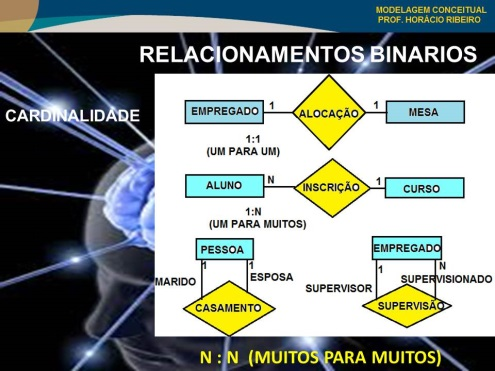 MODELAGEM CONCEITUAL
PROF. HORÁCIO RIBEIRO
RELACIONAMENTOS BINARIOS
CARDINALIDADE
EMPREGADO 1 ALOCAÇÃO 1 MESA
1:1
(UM PARA UM)
ALUNO N INSCRIÇÃO 1 CURSO
1:N
(UM PARA MUITOS)
PESSOA
1 1
MARIDO ESPOSA
CASAMENTO
EMPREGADO
1 N
SUPERVISOR SUPERVISIONADO
SUPERVISÃO
N : N (MUITOS PARA MUITOS)